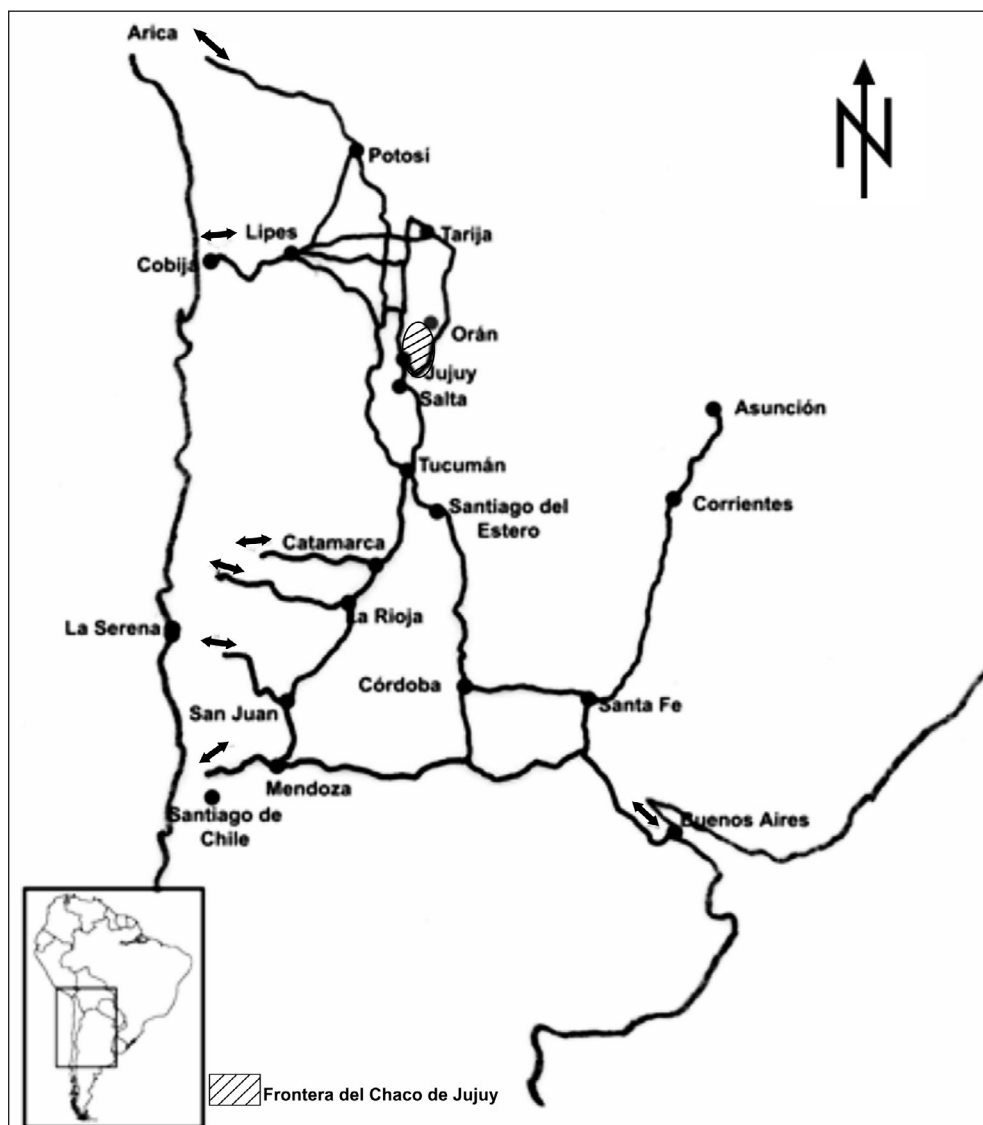 Arica
N
Potosí
Lipes
Tarija
Cobija
Orán
Jujuy
Salta
Asunción
Tucumán
Corrientes
Santiago del
Estero
Catamarca
La Rioja
La Serena
Córdoba
San Juan
Santa Fe
Mendoza
Santiago de
Chile
Buenos Aires
Frontera del Chaco de Jujuy